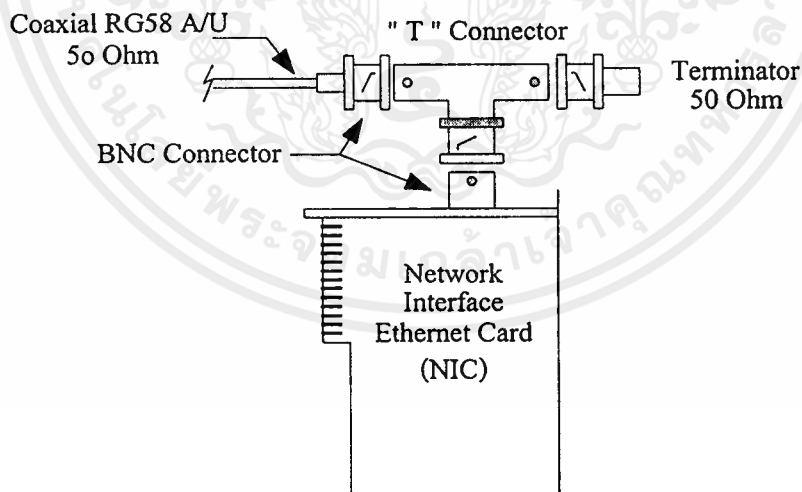 Coaxial RG58 A/U
5o Ohm
" T " Connector
Terminator
50 Ohm
BNC Connector
Network
Interface
Ethernet Card
(NIC)